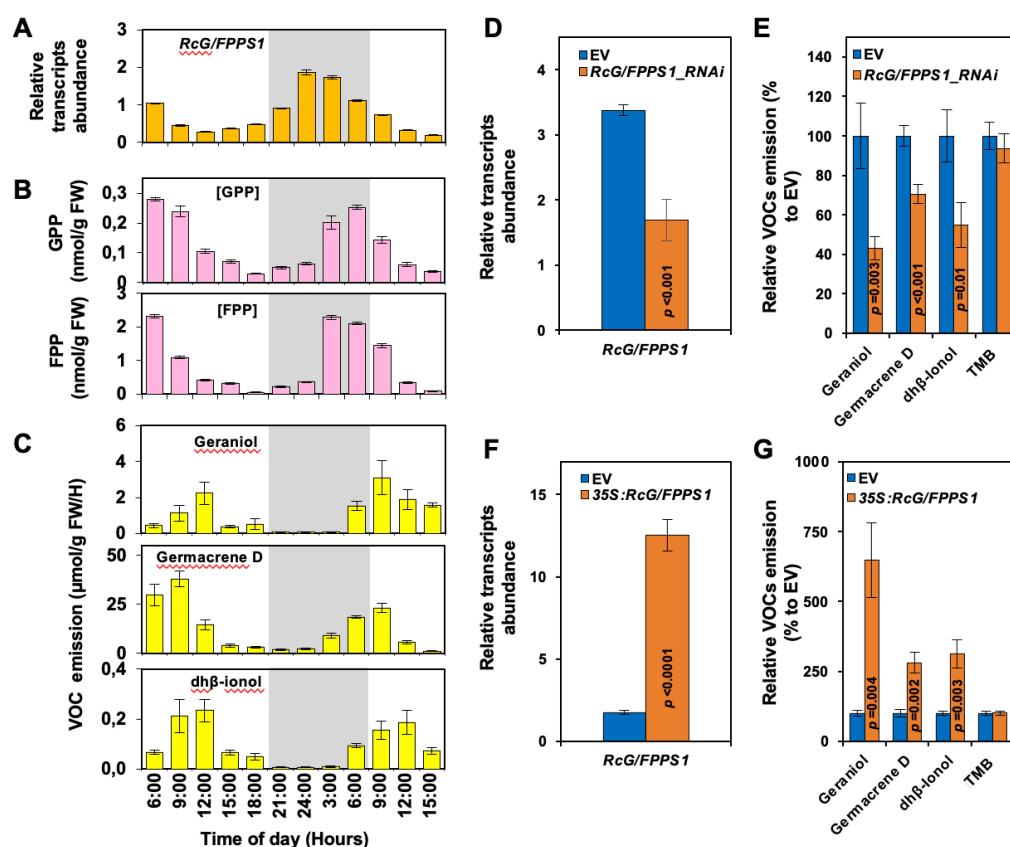 A
RcG/FPPS1
Relative
transcripts
abundance
3
2
1
0
B
[GPP]
GPP
(nmol/g FW)
0,3
0,2
0,1
0
[FPP]
FPP
(nmol/g FW)
3
2
1
0
C
Geraniol
6
4
2
0
Germacrene D
50
25
0
dhβ-ionol
0,4
0,2
0,0
VOC emission (µmol/g FW/H)
6:00
9:00
12:00
15:00
18:00
21:00
24:00
3:00
6:00
9:00
12:00
15:00
Time of day (Hours)
D
EV
RcG/FPPS1_RNAi
Relative transcripts
abundance
4
3
2
1
0
p <0.001
RcG/FPPS1
E
EV
RcG/FPPS1_RNAi
Relative VOCs emission (%
to EV)
140
120
100
80
60
40
20
0
p =0.003
p <0.001
p =0.01
Geraniol
Germacrene D
dhβ-Ionol
TMB
F
EV
35S:RcG/FPPS1
Relative transcripts
abundance
15
12
9
6
3
0
p <0.0001
RcG/FPPS1
G
EV
35S:RcG/FPPS1
Relative VOCs emission
(% to EV)
1000
750
500
250
0
p =0.004
p =0.002
p =0.003
Geraniol
Germacrene D
dhβ-Ionol
TMB